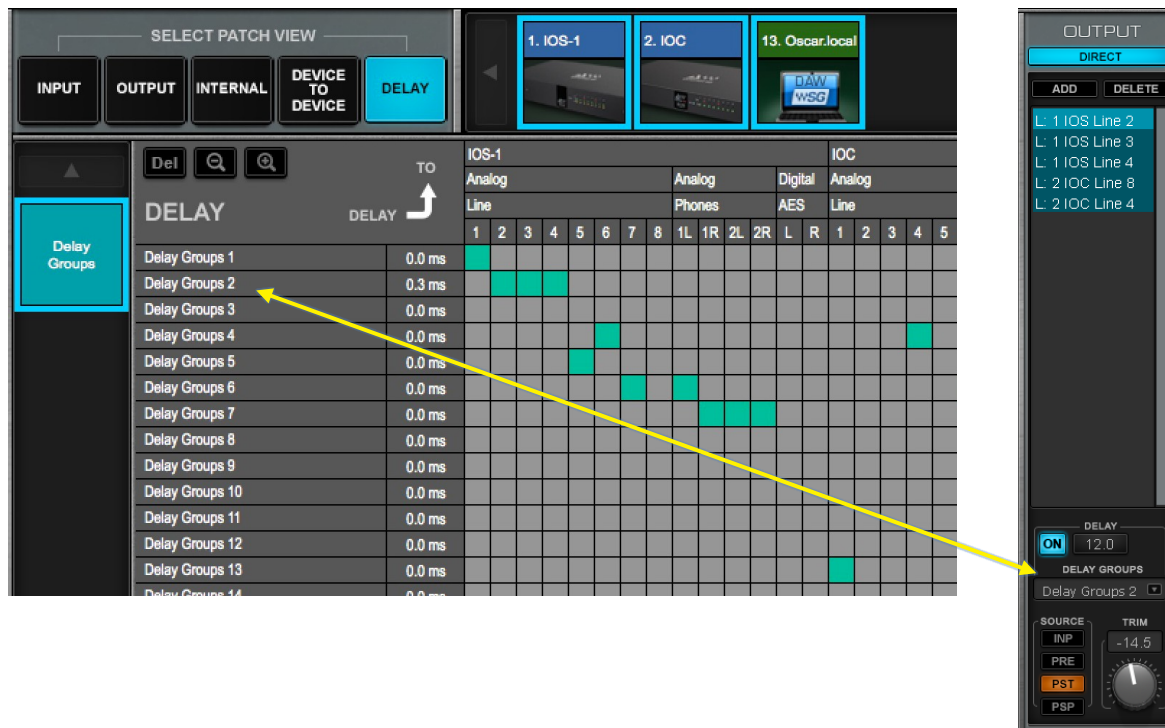 SELECT PATCH VIEW
INPUT
OUTPUT
INTERNAL
DEVICE
TO
DEVICE
DELAY
1. IOS-1
2. IOC
13. Oscar.local
DAW
WSG
Delay
Groups
Del
TO
DELAY
DELAY
IOS-1 IOC
Analog Analog Digital Analog
Line Phones AES Line
1 2 3 4 5 6 7 8 1L 1R 2L 2R L R 1 2 3 4 5
Delay Groups 1 0.0 ms
Delay Groups 2 0.3 ms
Delay Groups 3 0.0 ms
Delay Groups 4 0.0 ms
Delay Groups 5 0.0 ms
Delay Groups 6 0.0 ms
Delay Groups 7 0.0 ms
Delay Groups 8 0.0 ms
Delay Groups 9 0.0 ms
Delay Groups 10 0.0 ms
Delay Groups 11 0.0 ms
Delay Groups 12 0.0 ms
Delay Groups 13 0.0 ms
Delay Groups 14 0.0 ms
OUTPUT
DIRECT
ADD DELETE
L: 1 IOS Line 2
L: 1 IOS Line 3
L: 1 IOS Line 4
L: 2 IOC Line 8
L: 2 IOC Line 4
DELAY
ON 12.0
DELAY GROUPS
Delay Groups 2
SOURCE TRIM
INP -14.5
PRE
PST
PSP